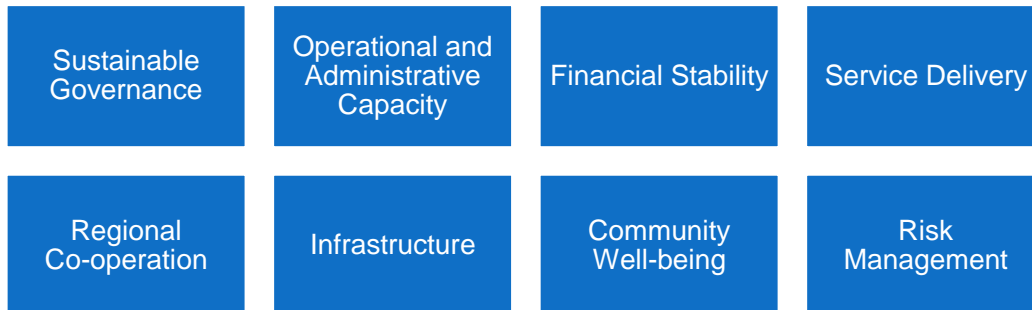 Sustainable
Governance
Operational and
Administrative
Capacity
Financial Stability
Service Delivery
Regional
Co-operation
Infrastructure
Community
Well-being
Risk
Management